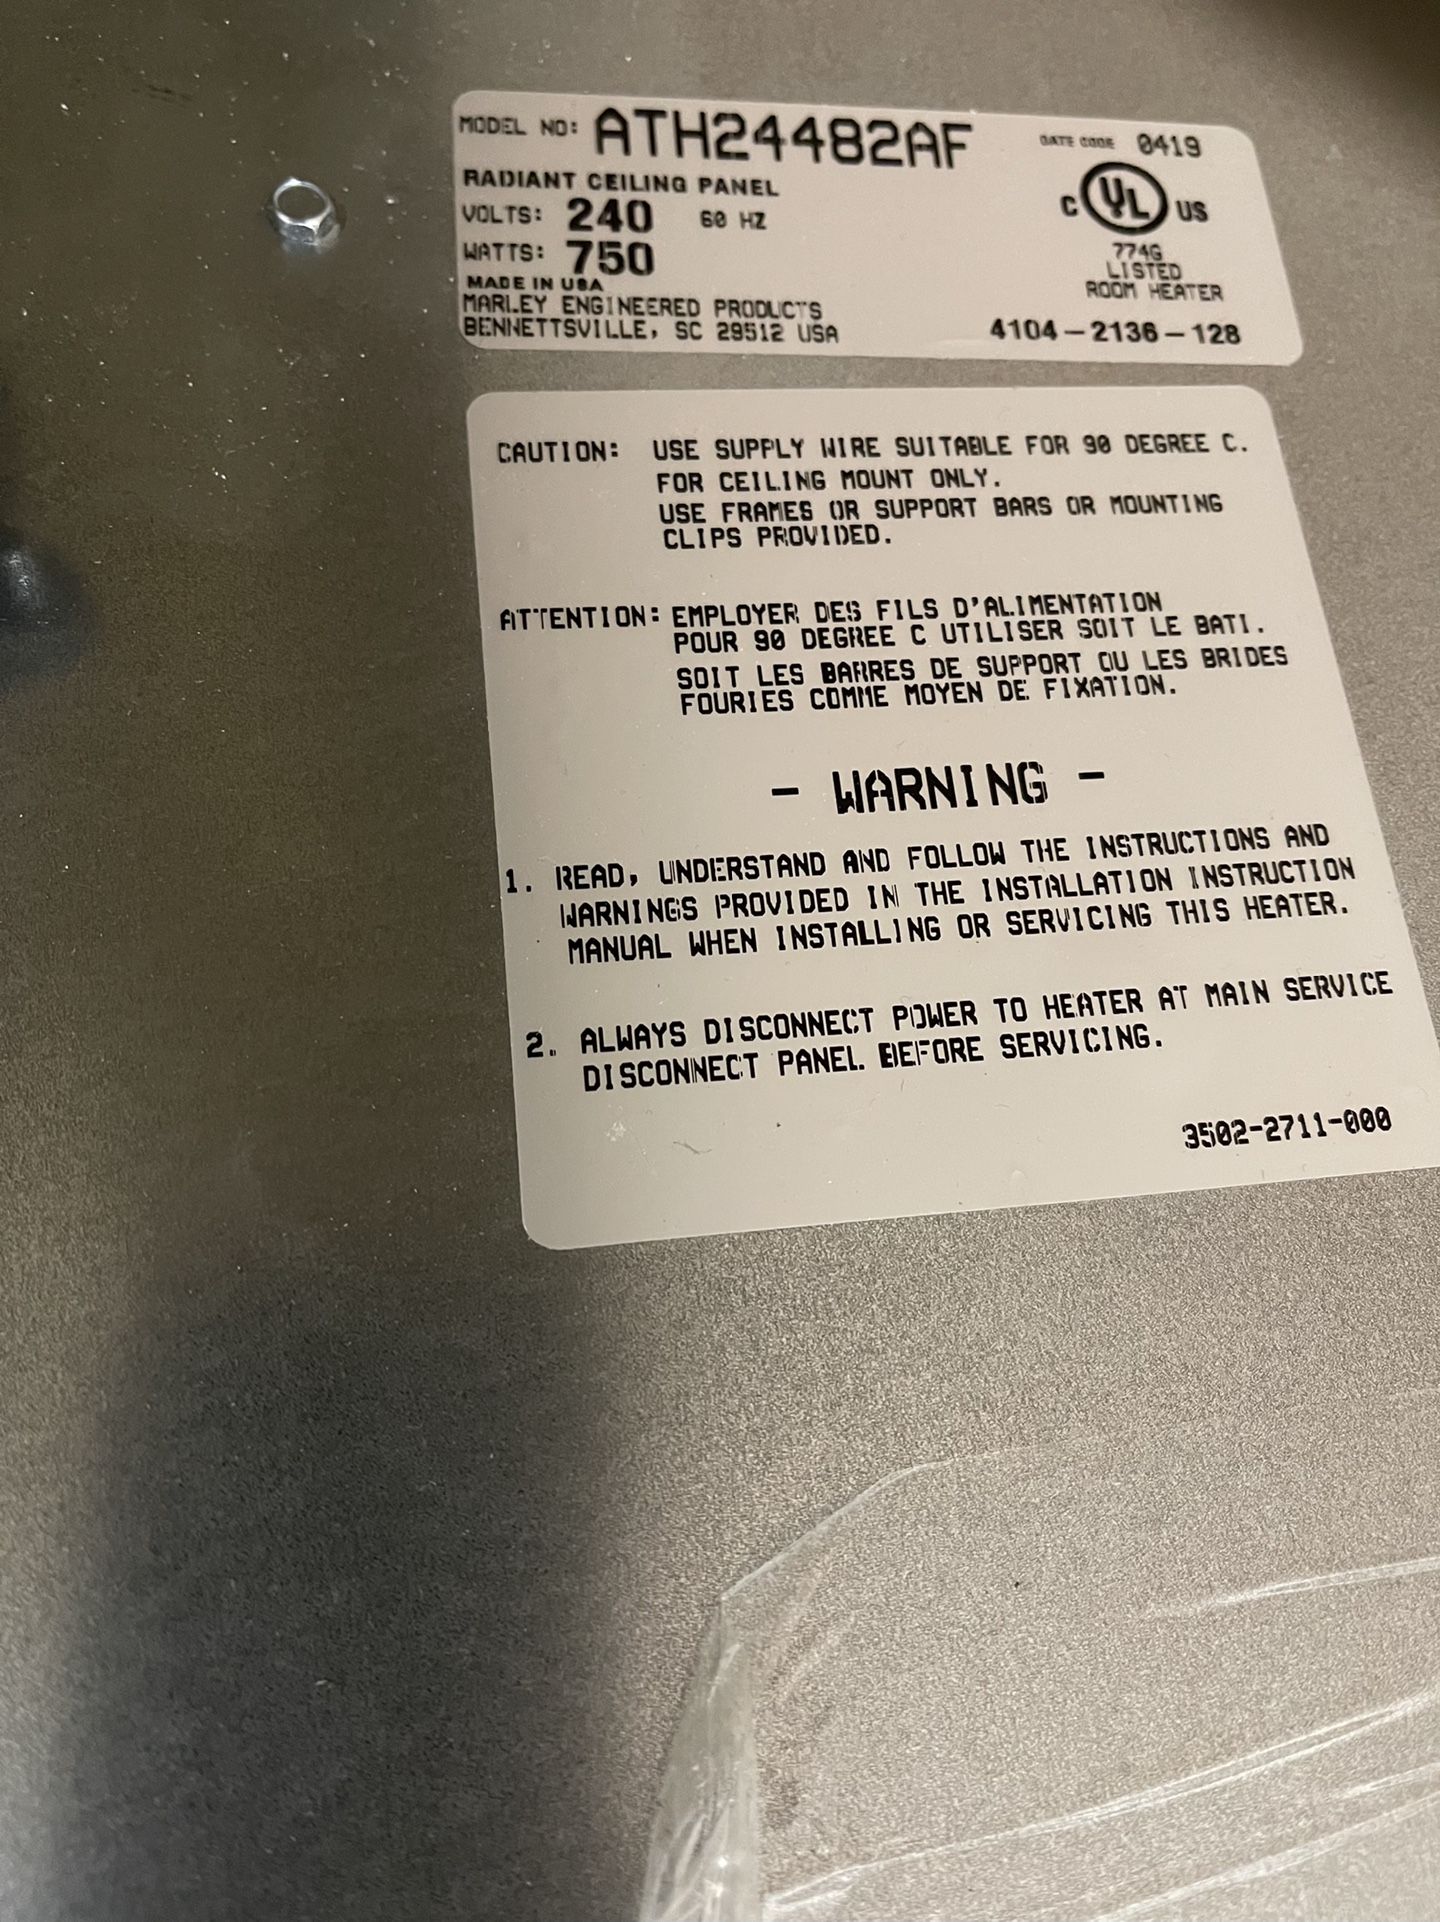 MODEL NO: ATH24482AF DATE CODE 0419
RADIANT CEILING PANEL
VOLTS: 240 60 HZ
WATTS: 750
MADE IN USA
MARLEY ENGINEERED PRODUCTS
BENNETTSVILLE, SC 29512 USA
C UL US
774G
LISTED
ROOM HEATER
4104-2136-128
CAUTION: USE SUPPLY WIRE SUITABLE FOR 90 DEGREE C.
FOR CEILING MOUNT ONLY.
USE FRAMES OR SUPPORT BARS OR MOUNTING
CLIPS PROVIDED.
ATTENTION: EMPLOYER DES FILS D'ALIMENTATION
POUR 90 DEGREE C UTILISER SOIT LE BATI.
SOIT LES BARRES DE SUPPORT OU LES BRIDES
FOURIES COMME MOYEN DE FIXATION.
- WARNING -
1. READ, UNDERSTAND AND FOLLOW THE INSTRUCTIONS AND
WARNINGS PROVIDED IN THE INSTALLATION INSTRUCTION
MANUAL WHEN INSTALLING OR SERVICING THIS HEATER.
2. ALWAYS DISCONNECT POWER TO HEATER AT MAIN SERVICE
DISCONNECT PANEL BEFORE SERVICING.
3502-2711-000